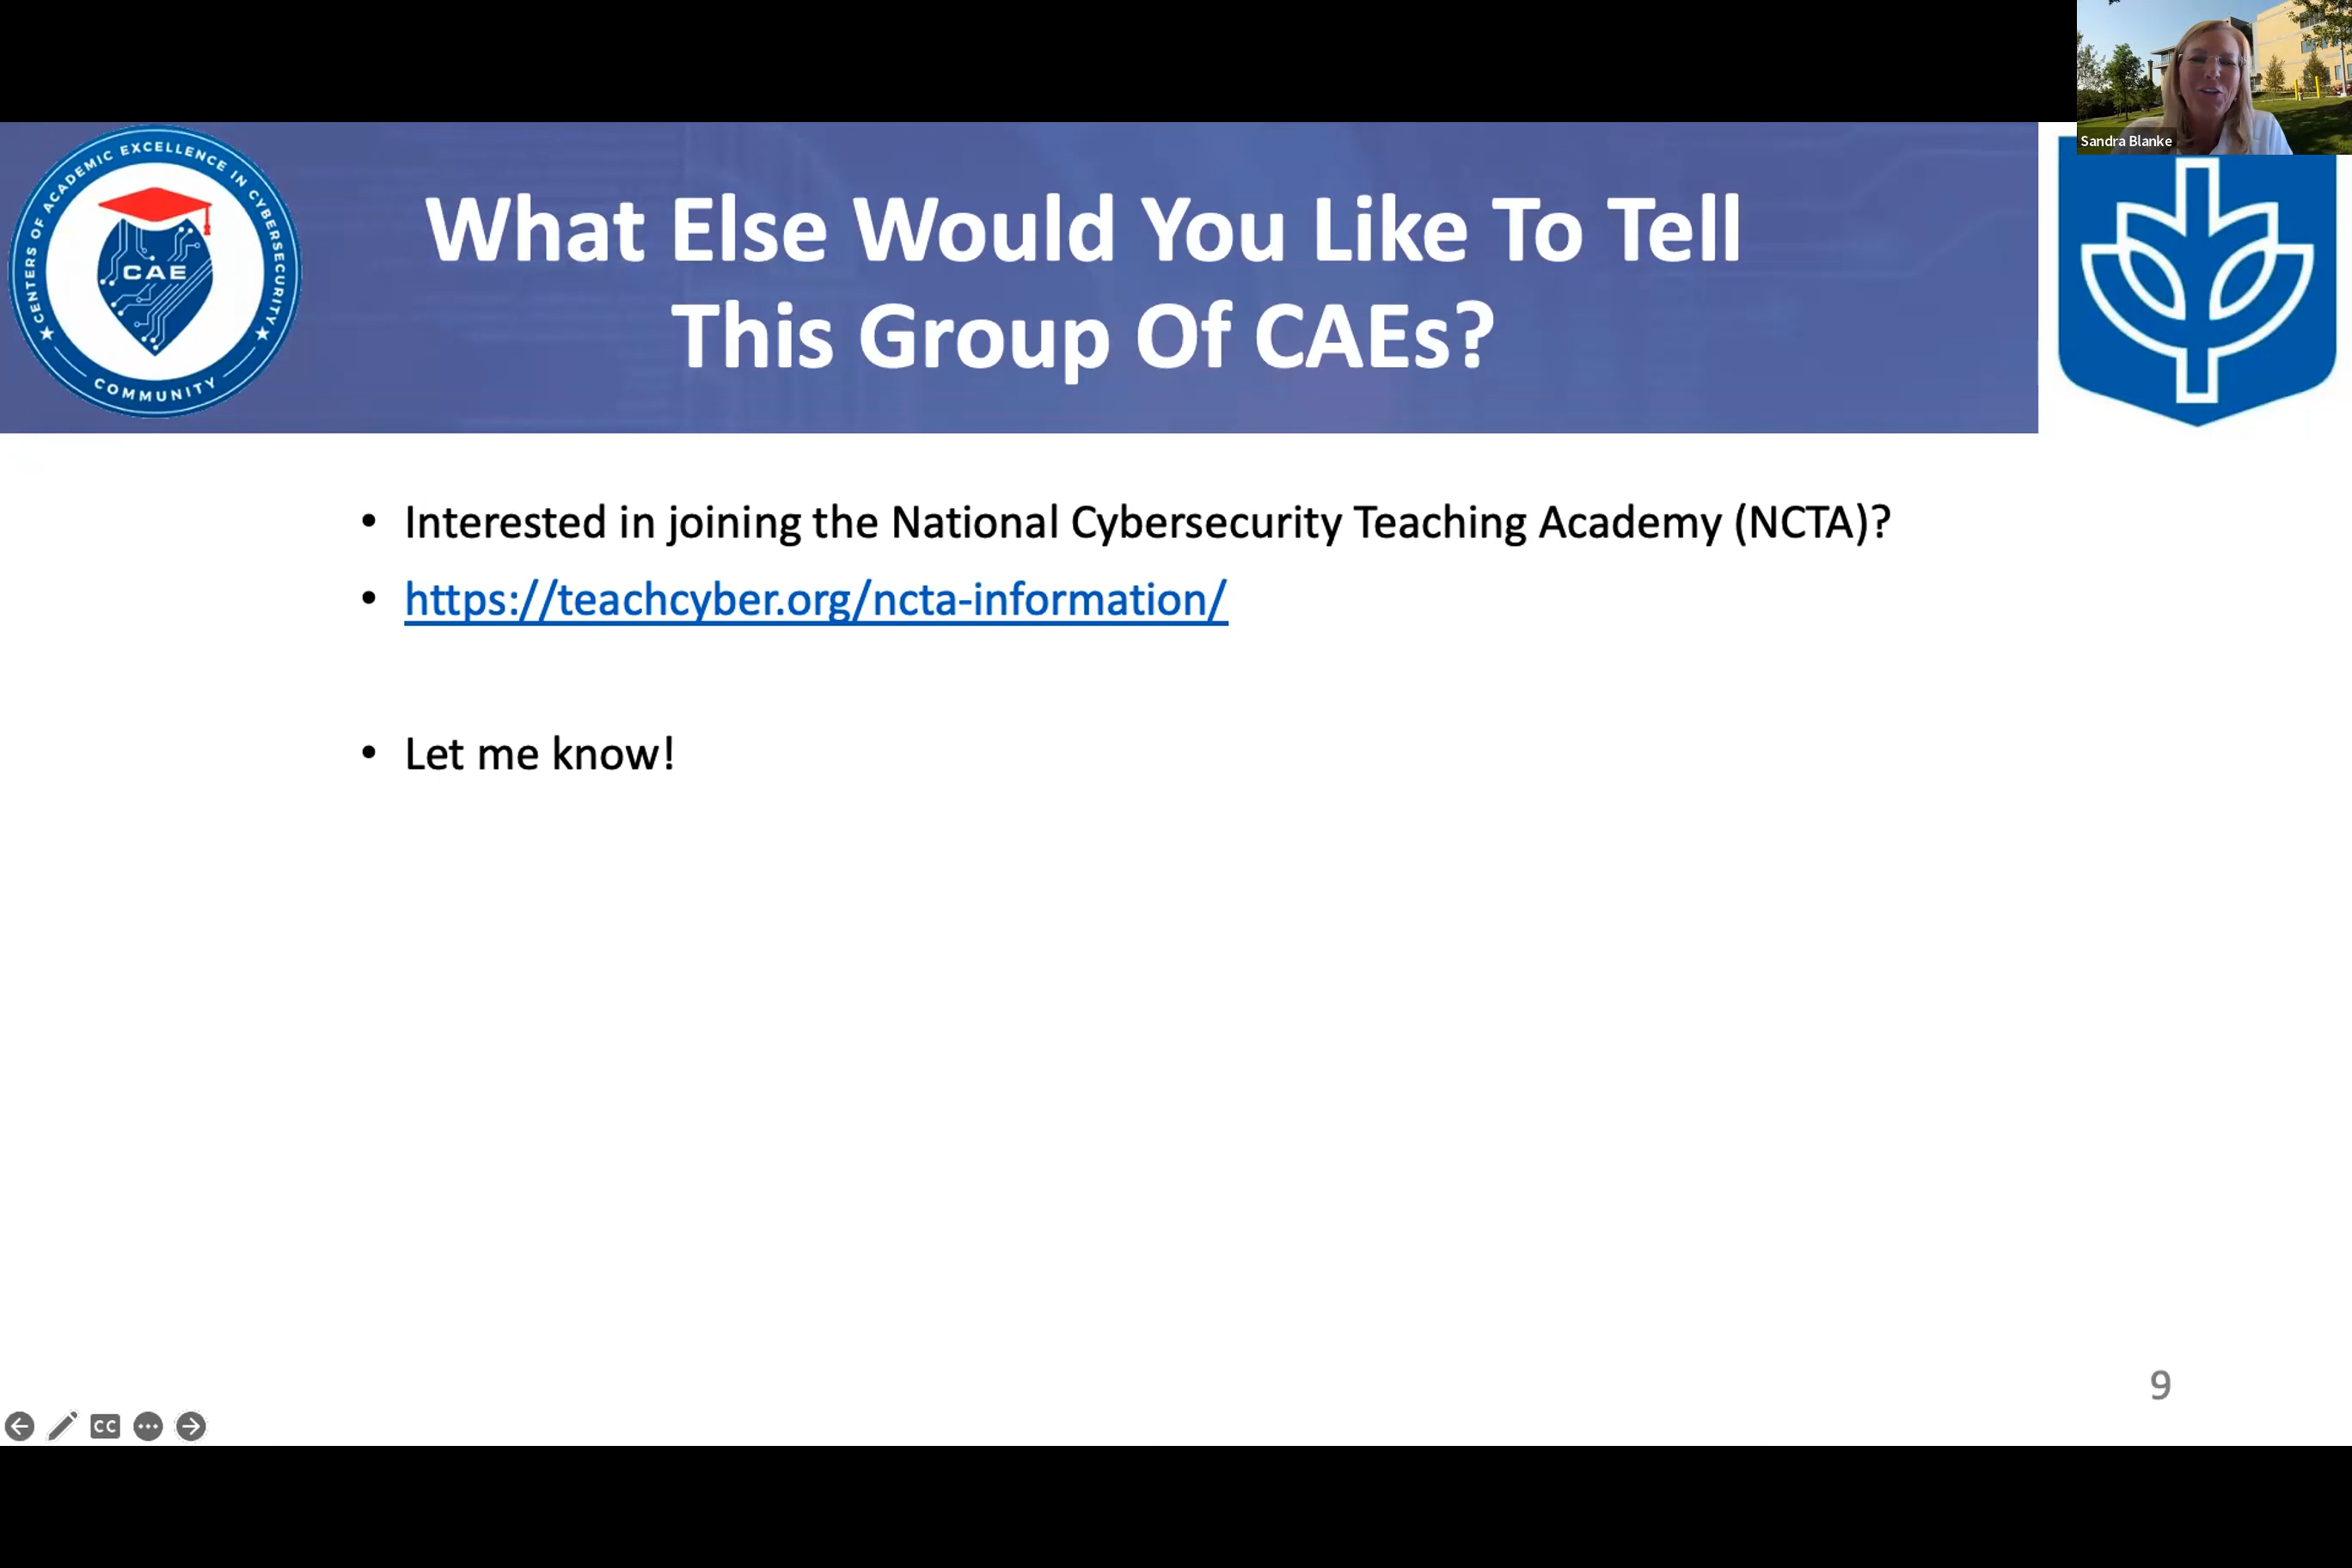 Sandra Blanke
CENTERS OF ACADEMIC EXCELLENCE IN CYBERSECURITY
CAE
COMMUNITY
What Else Would You Like To Tell
This Group Of CAEs?
• Interested in joining the National Cybersecurity Teaching Academy (NCTA)?
• https://teachcyber.org/ncta-information/
• Let me know!
9
CC